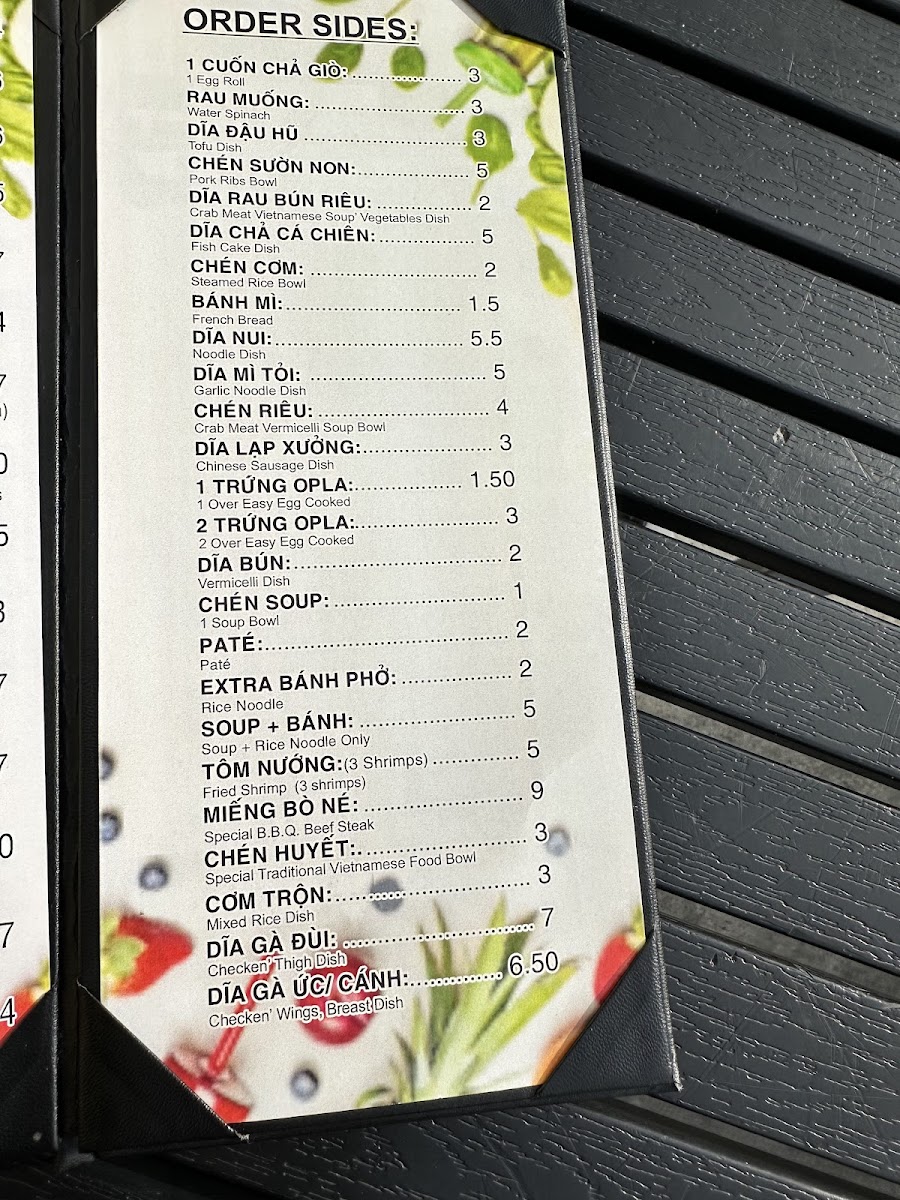 ORDER SIDES:
1 CUỐN CHẢ GIÒ: 3
1 Egg Roll
RAU MUỐNG: 3
Water Spinach
DĨA ĐẬU HŨ 3
Tofu Dish
CHÉN SƯỜN NON: 5
Pork Ribs Bowl
DĨA RAU BÚN RIÊU: 2
Crab Meat Vietnamese Soup' Vegetables Dish
DĨA CHẢ CÁ CHIÊN: 5
Fish Cake Dish
CHÉN CƠM: 2
Steamed Rice Bowl
BÁNH MÌ: 1.5
French Bread
DĨA NUI: 5.5
Noodle Dish
DĨA MÌ TỎI: 5
Garlic Noodle Dish
CHÉN RIÊU: 4
Crab Meat Vermicelli Soup Bowl
DĨA LẠP XƯỞNG: 3
Chinese Sausage Dish
1 TRỨNG OPLA: 1.50
1 Over Easy Egg Cooked
2 TRỨNG OPLA: 3
2 Over Easy Egg Cooked
DĨA BÚN: 2
Vermicelli Dish
CHÉN SOUP: 1
1 Soup Bowl
PATÉ: 2
Paté
EXTRA BÁNH PHỞ: 2
Rice Noodle
SOUP + BÁNH: 5
Soup + Rice Noodle Only
TÔM NƯỚNG:(3 Shrimps) 5
Fried Shrimp (3 shrimps)
MIẾNG BÒ NÉ: 9
Special B.B.Q. Beef Steak
CHÉN HUYẾT: 3
Special Traditional Vietnamese Food Bowl
CƠM TRỘN: 3
Mixed Rice Dish
DĨA GÀ ĐÙI: 7
Checken' Thigh Dish
DĨA GÀ ỨC/ CÁNH: 6.50
Checken' Wings, Breast Dish